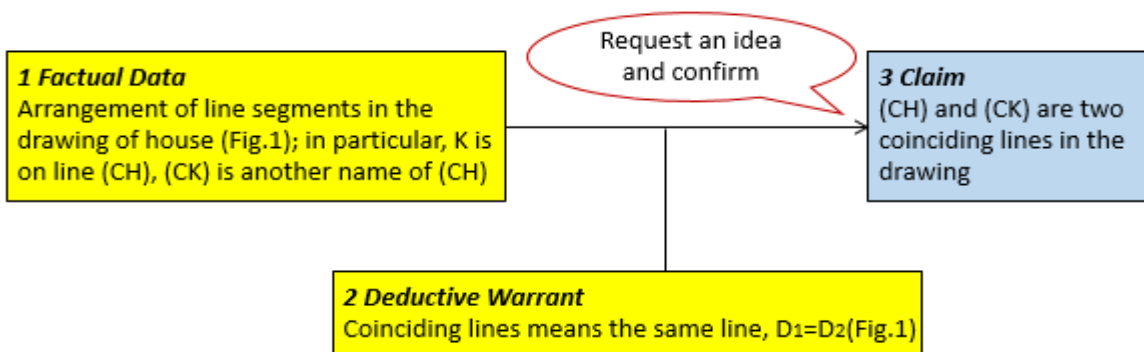 Request an idea
and confirm
1 Factual Data
Arrangement of line segments in the
drawing of house (Fig.1); in particular, K is
on line (CH), (CK) is another name of (CH)
3 Claim
(CH) and (CK) are two
coinciding lines in the
drawing
2 Deductive Warrant
Coinciding lines means the same line, D1=D2(Fig.1)